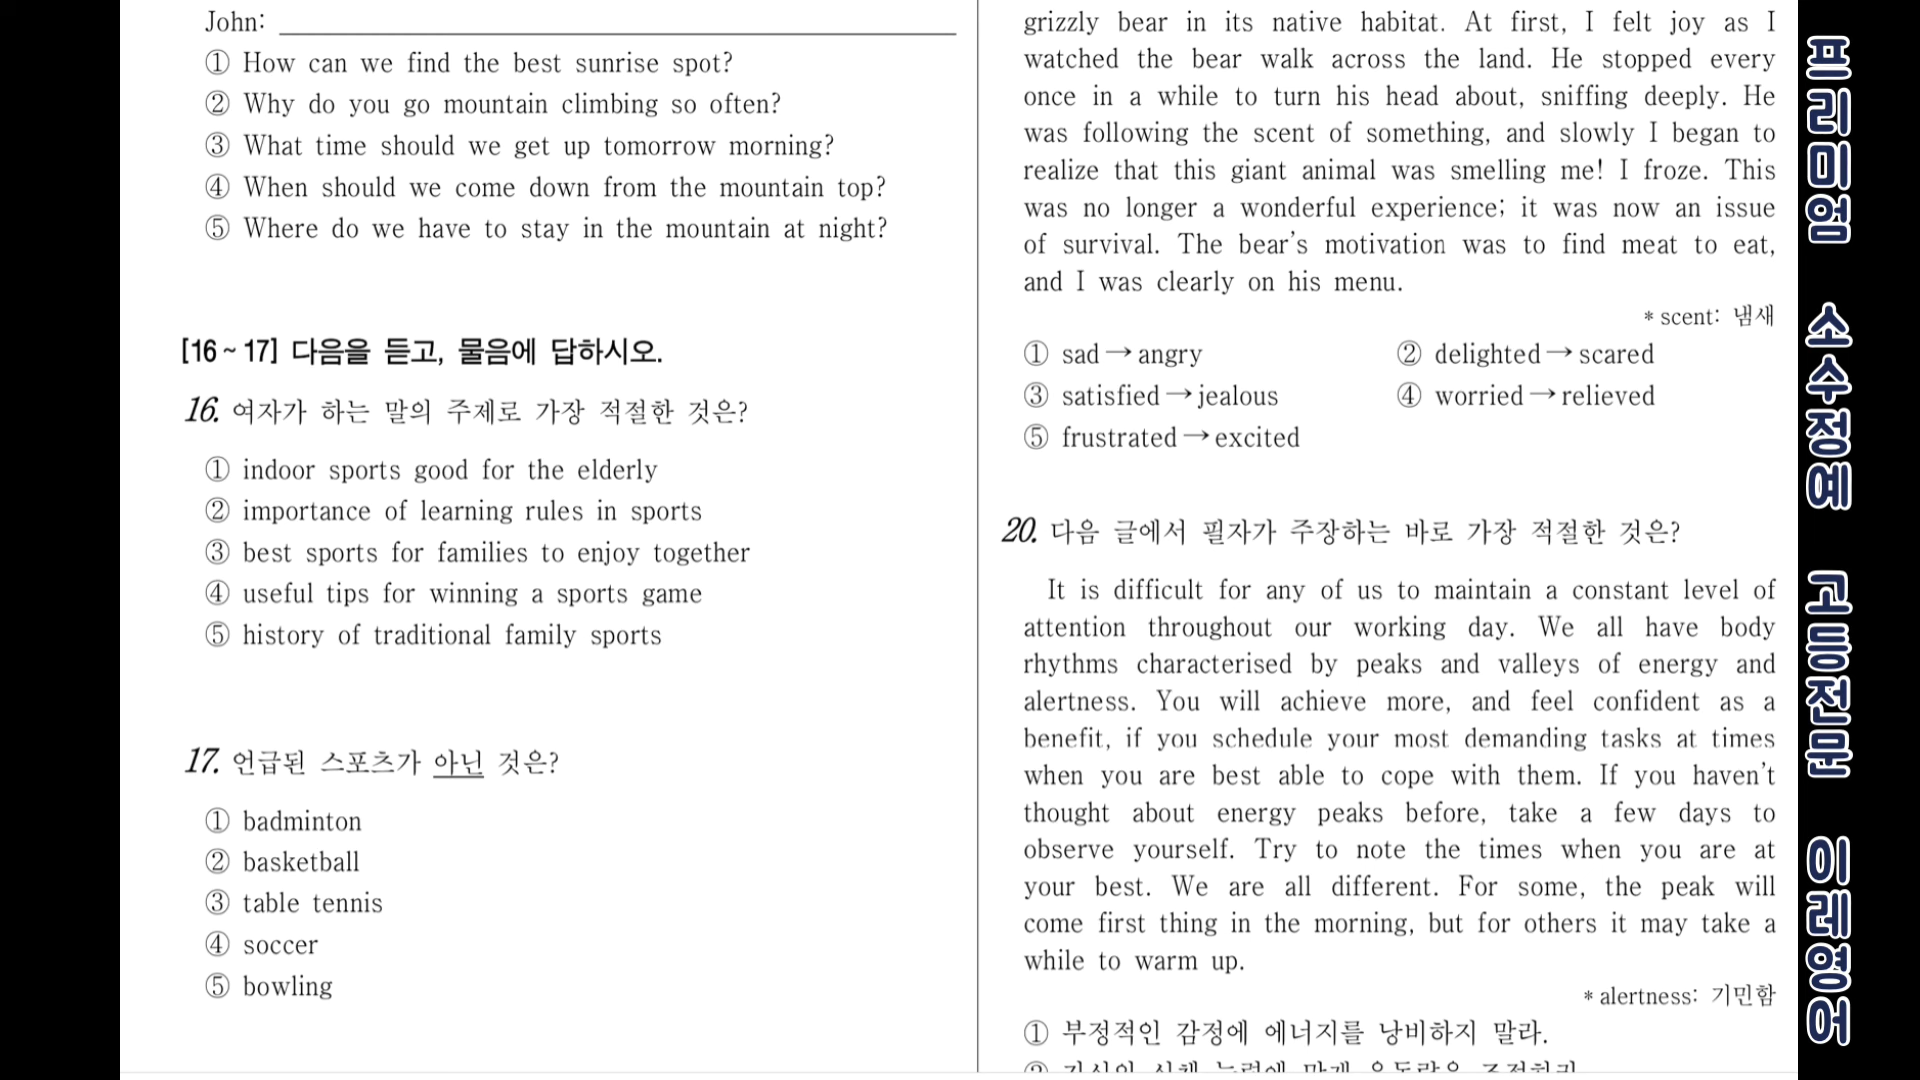 John:
① How can we find the best sunrise spot?
② Why do you go mountain climbing so often?
③ What time should we get up tomorrow morning?
④ When should we come down from the mountain top?
⑤ Where do we have to stay in the mountain at night?
[16~17] 다음을 듣고, 물음에 답하시오.
16. 여자가 하는 말의 주제로 가장 적절한 것은?
① indoor sports good for the elderly
② importance of learning rules in sports
③ best sports for families to enjoy together
④ useful tips for winning a sports game
⑤ history of traditional family sports
17. 언급된 스포츠가 아닌 것은?
① badminton
② basketball
③ table tennis
④ soccer
⑤ bowling
grizzly bear in its native habitat. At first, I felt joy as I
watched the bear walk across the land. He stopped every
once in a while to turn his head about, sniffing deeply. He
was following the scent of something, and slowly I began to
realize that this giant animal was smelling me! I froze. This
was no longer a wonderful experience; it was now an issue
of survival. The bear's motivation was to find meat to eat,
and I was clearly on his menu.
* scent: 냄새
① sad → angry ② delighted → scared
③ satisfied → jealous ④ worried → relieved
⑤ frustrated → excited
20. 다음 글에서 필자가 주장하는 바로 가장 적절한 것은?
It is difficult for any of us to maintain a constant level of
attention throughout our working day. We all have body
rhythms characterised by peaks and valleys of energy and
alertness. You will achieve more, and feel confident as a
benefit, if you schedule your most demanding tasks at times
when you are best able to cope with them. If you haven't
thought about energy peaks before, take a few days to
observe yourself. Try to note the times when you are at
your best. We are all different. For some, the peak will
come first thing in the morning, but for others it may take a
while to warm up.
* alertness: 기민함
① 부정적인 감정에 에너지를 낭비하지 말라.
프리미엄 소수정예 고등전문 이레영어